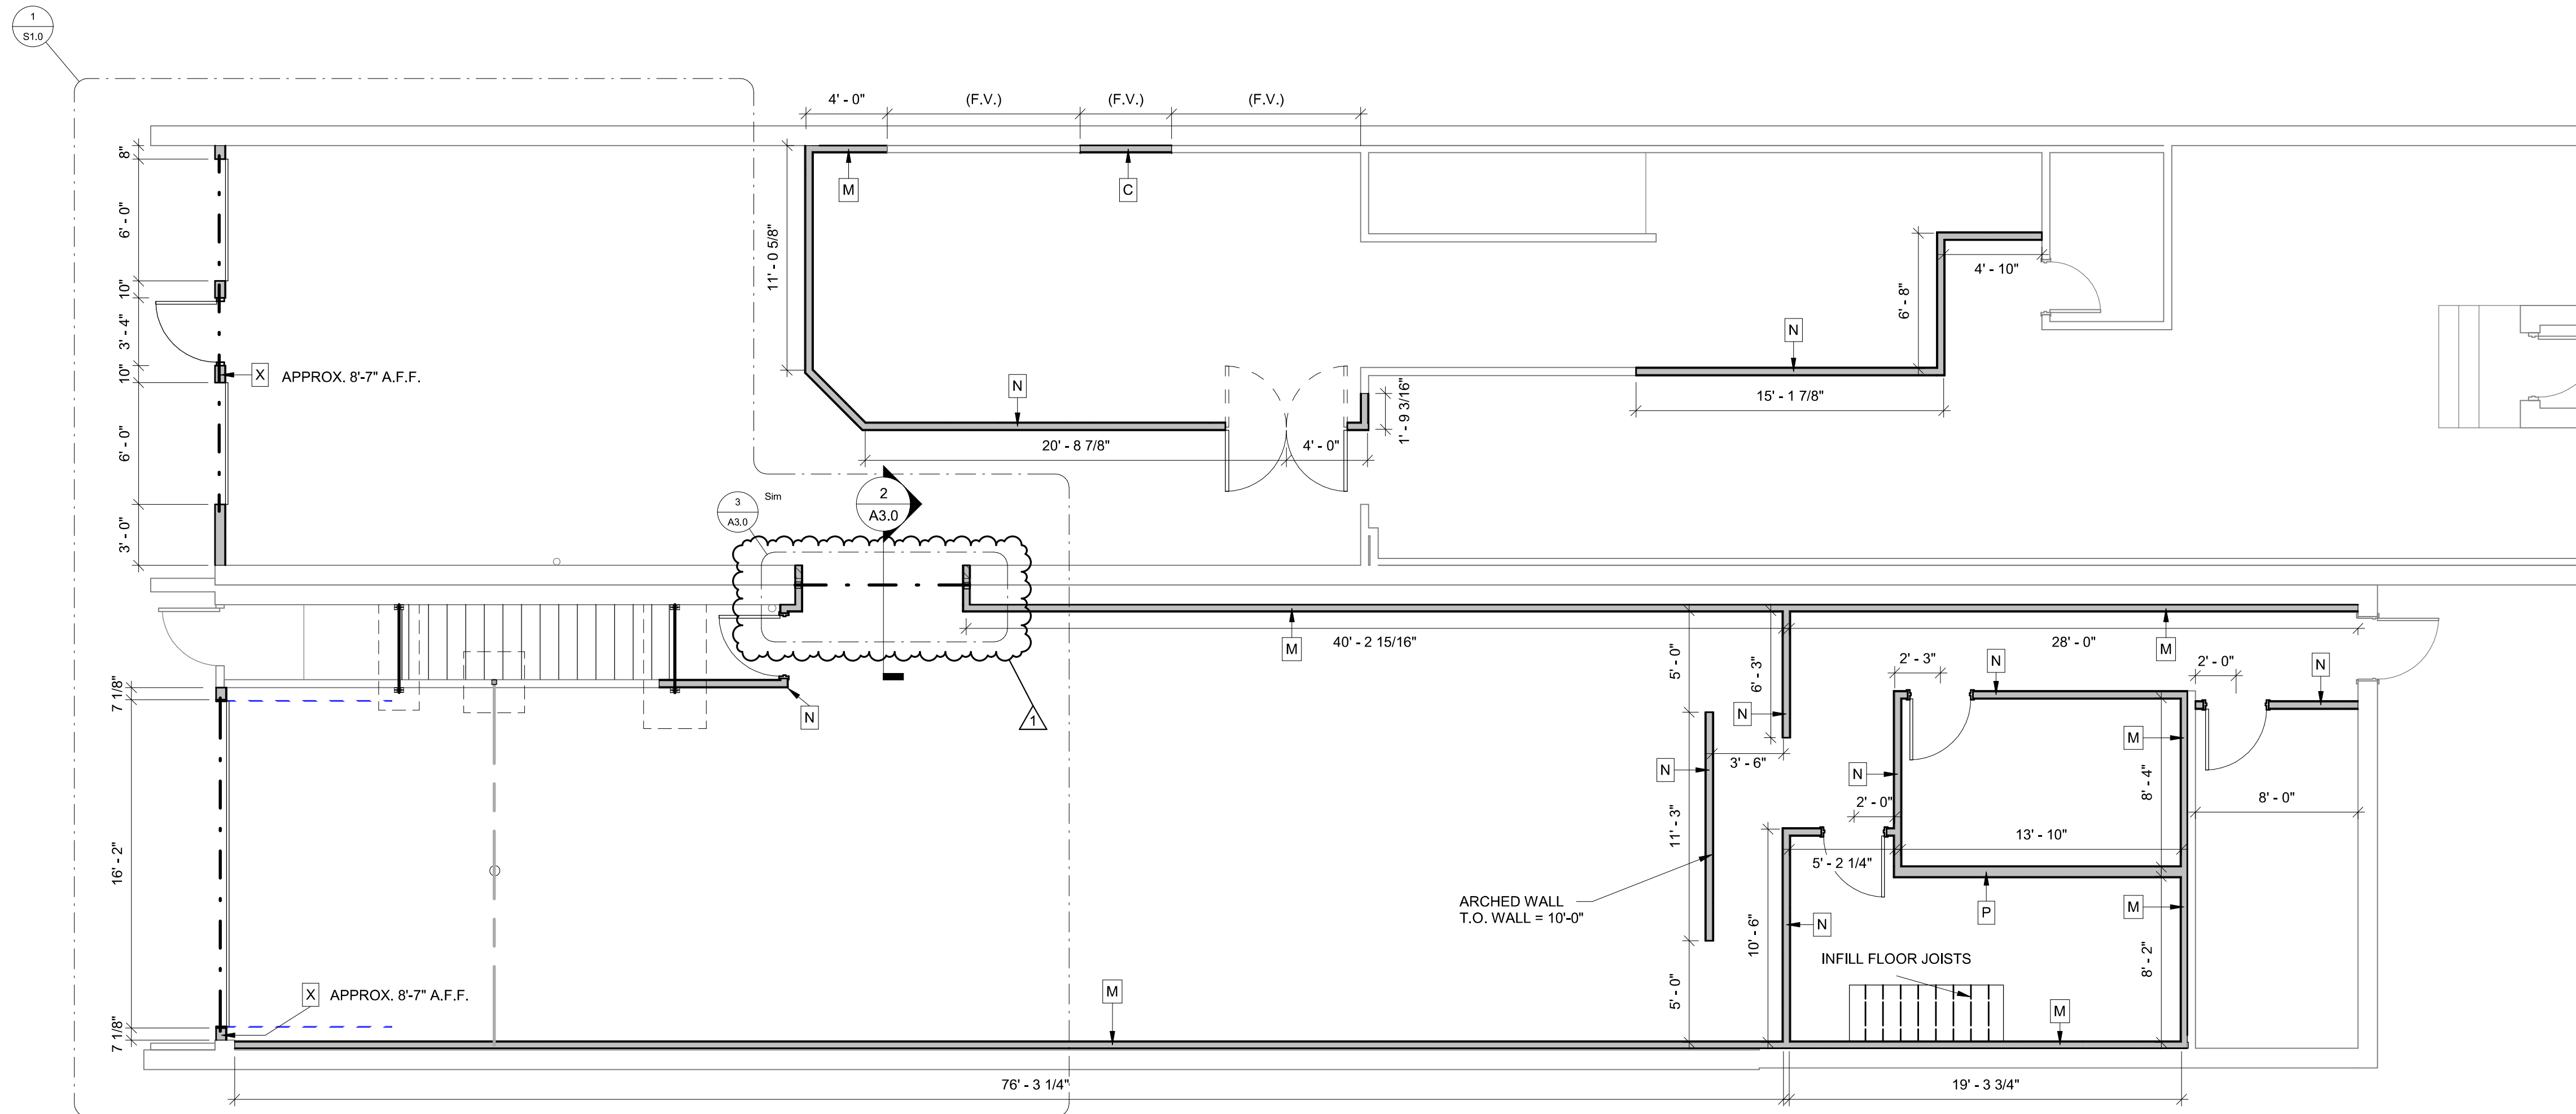 1
S1.0
4' - 0"
(F.V.)
(F.V.)
(F.V.)
8"
6' - 0"
10"
3' - 4"
10"
6' - 0"
3' - 0"
X
APPROX. 8'-7" A.F.F.
M
C
11' - 0 5/8"
N
20' - 8 7/8"
4' - 0"
1' - 9 3/16"
N
15' - 1 7/8"
6' - 8"
4' - 10"
3
A3.0
Sim
2
A3.0
1
N
40' - 2 15/16"
M
28' - 0"
M
5' - 0"
6' - 3"
N
3' - 6"
N
11' - 3"
5' - 0"
2' - 3"
N
2' - 0"
N
M
8' - 4"
N
2' - 0"
13' - 10"
5' - 2 1/4"
8' - 0"
P
M
8' - 2"
N
10' - 6"
ARCHED WALL
T.O. WALL = 10'-0"
INFILL FLOOR JOISTS
M
M
7 1/8"
16' - 2"
7 1/8"
X
APPROX. 8'-7" A.F.F.
76' - 3 1/4"
19' - 3 3/4"